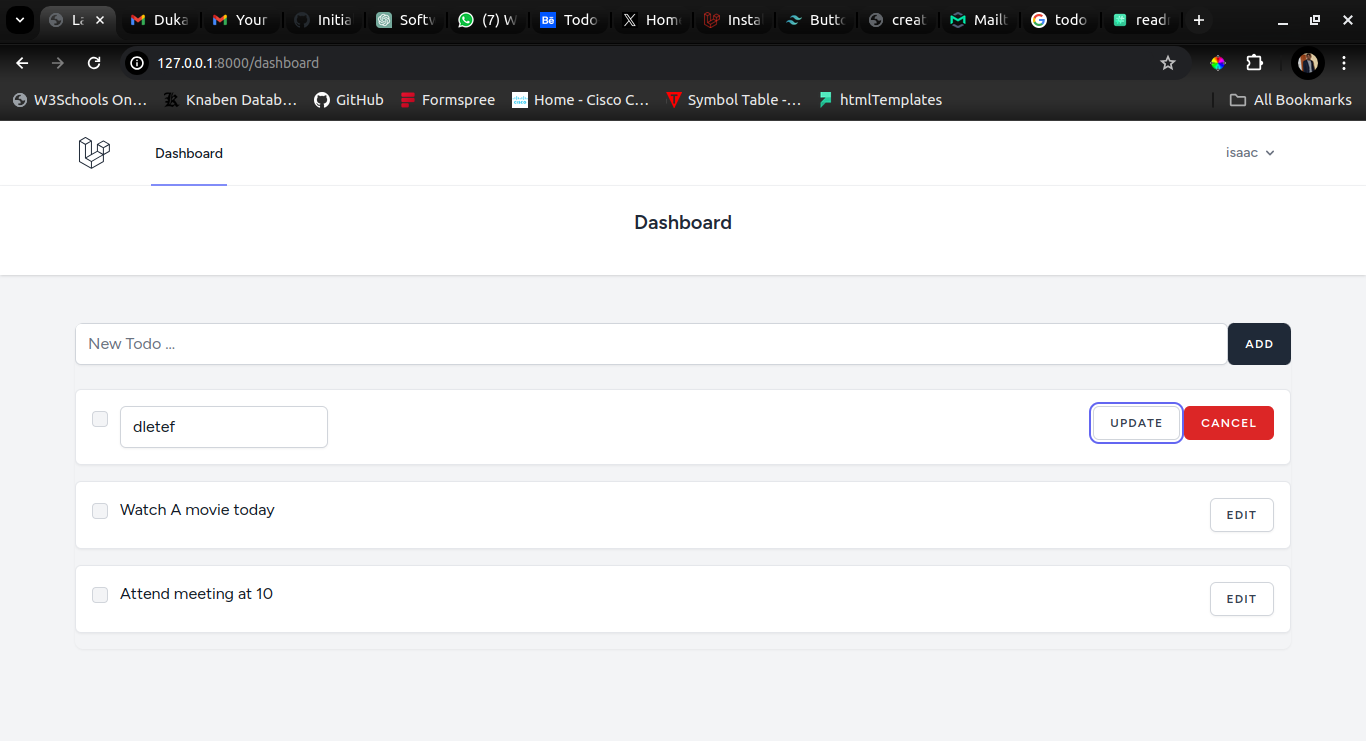 La Duka Your Initia Softw (7) W Todo Home Insta Butto creat Mailt todo readr
127.0.0.1:8000/dashboard
W3Schools On... Knaben Datab... GitHub Formspree Home - Cisco C... Symbol Table -... htmlTemplates All Bookmarks
Dashboard isaac
Dashboard
New Todo ... ADD
dletef UPDATE CANCEL
Watch A movie today EDIT
Attend meeting at 10 EDIT